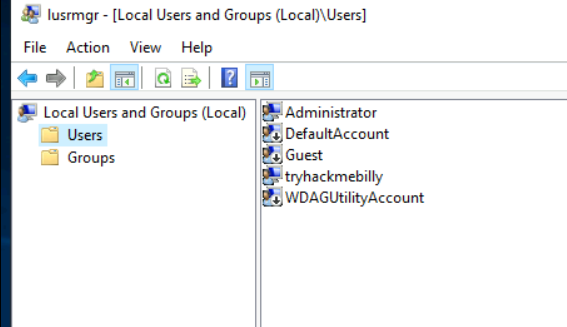 lusrmgr - [Local Users and Groups (Local)\Users]
File Action View Help
Local Users and Groups (Local)
Users
Groups
Administrator
DefaultAccount
Guest
tryhackmebilly
WDAGUtilityAccount